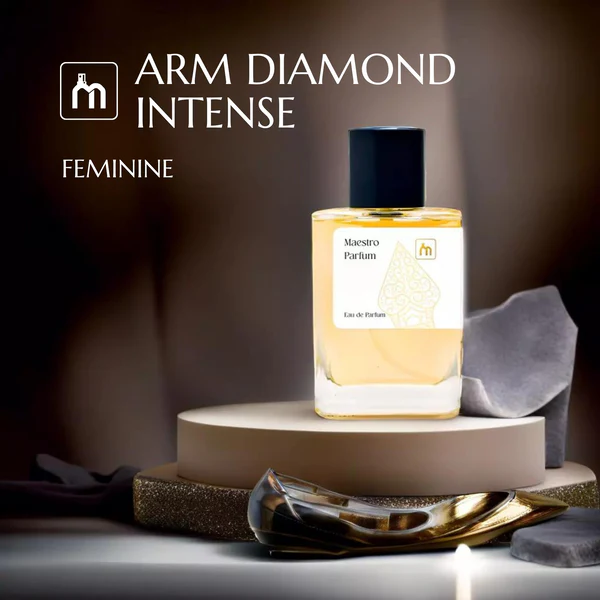 ARM DIAMOND
INTENSE
FEMININE
Maestro
Parfum
Eau de Parfum